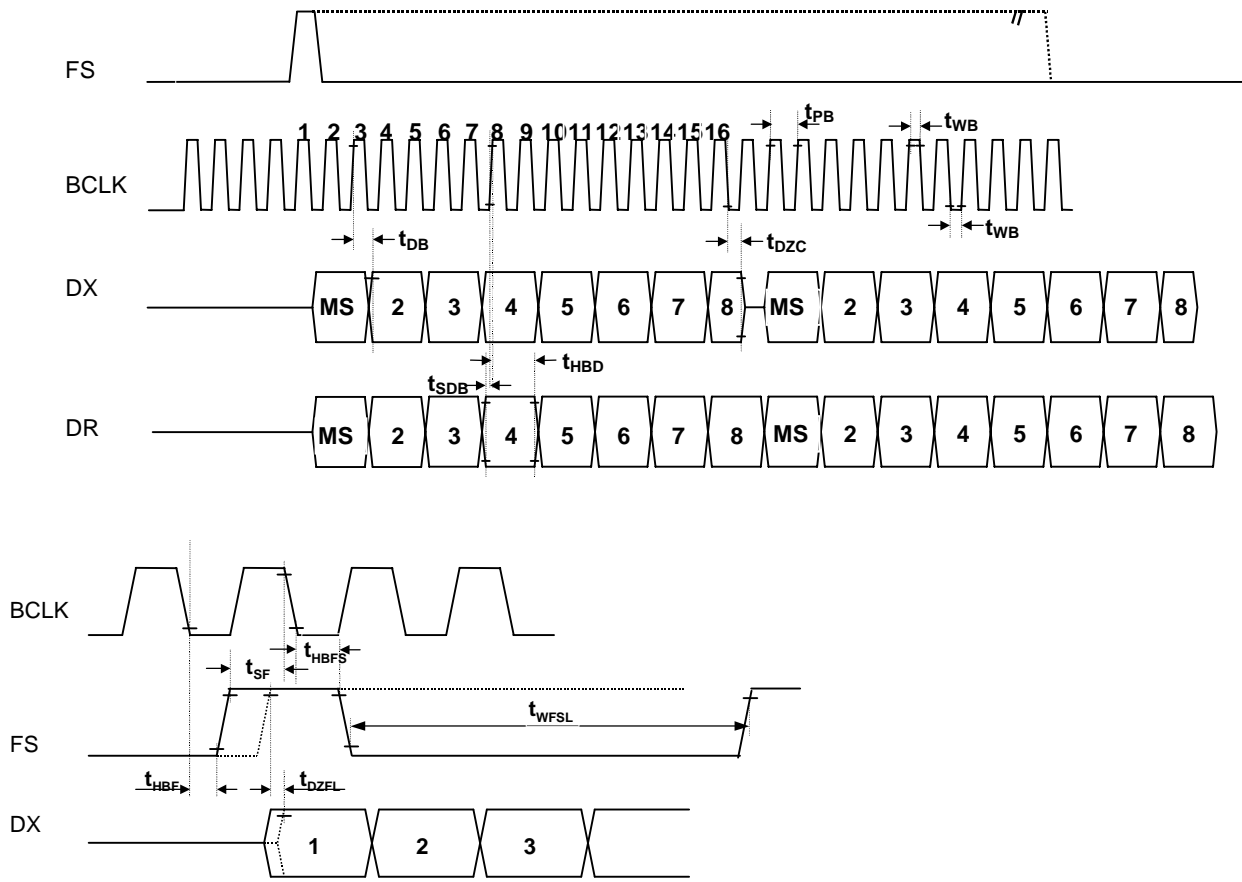 FS
1 2 3 4 5 6 7 8 9 10 11 12 13 14 15 16
tPB
tWB
BCLK
tWB
tDB
tDZC
DX
MS 2 3 4 5 6 7 8 MS 2 3 4 5 6 7 8
tHBD
tSDB
DR
MS 2 3 4 5 6 7 8 MS 2 3 4 5 6 7 8
BCLK
tSF
tHBFS
tWFSL
FS
tHBF
tDZFL
DX
1 2 3